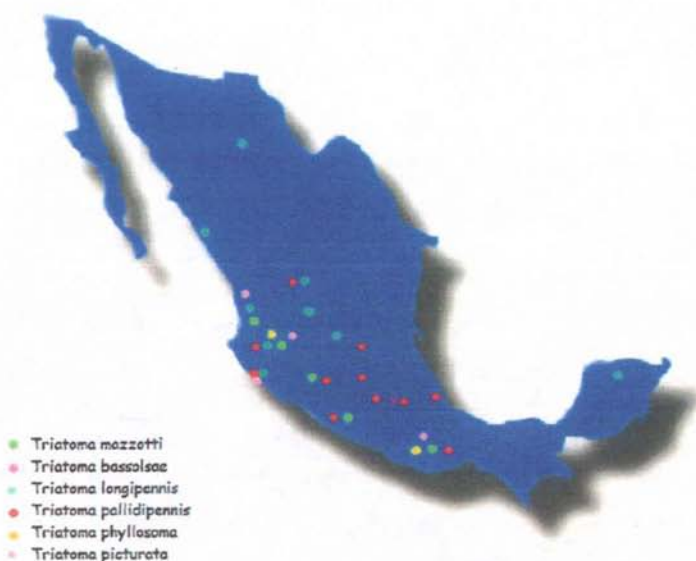 Triatoma mazzotti
Triatoma bassolsae
Triatoma longipennis
Triatoma pallidipennis
Triatoma phyllosoma
Triatoma picturata